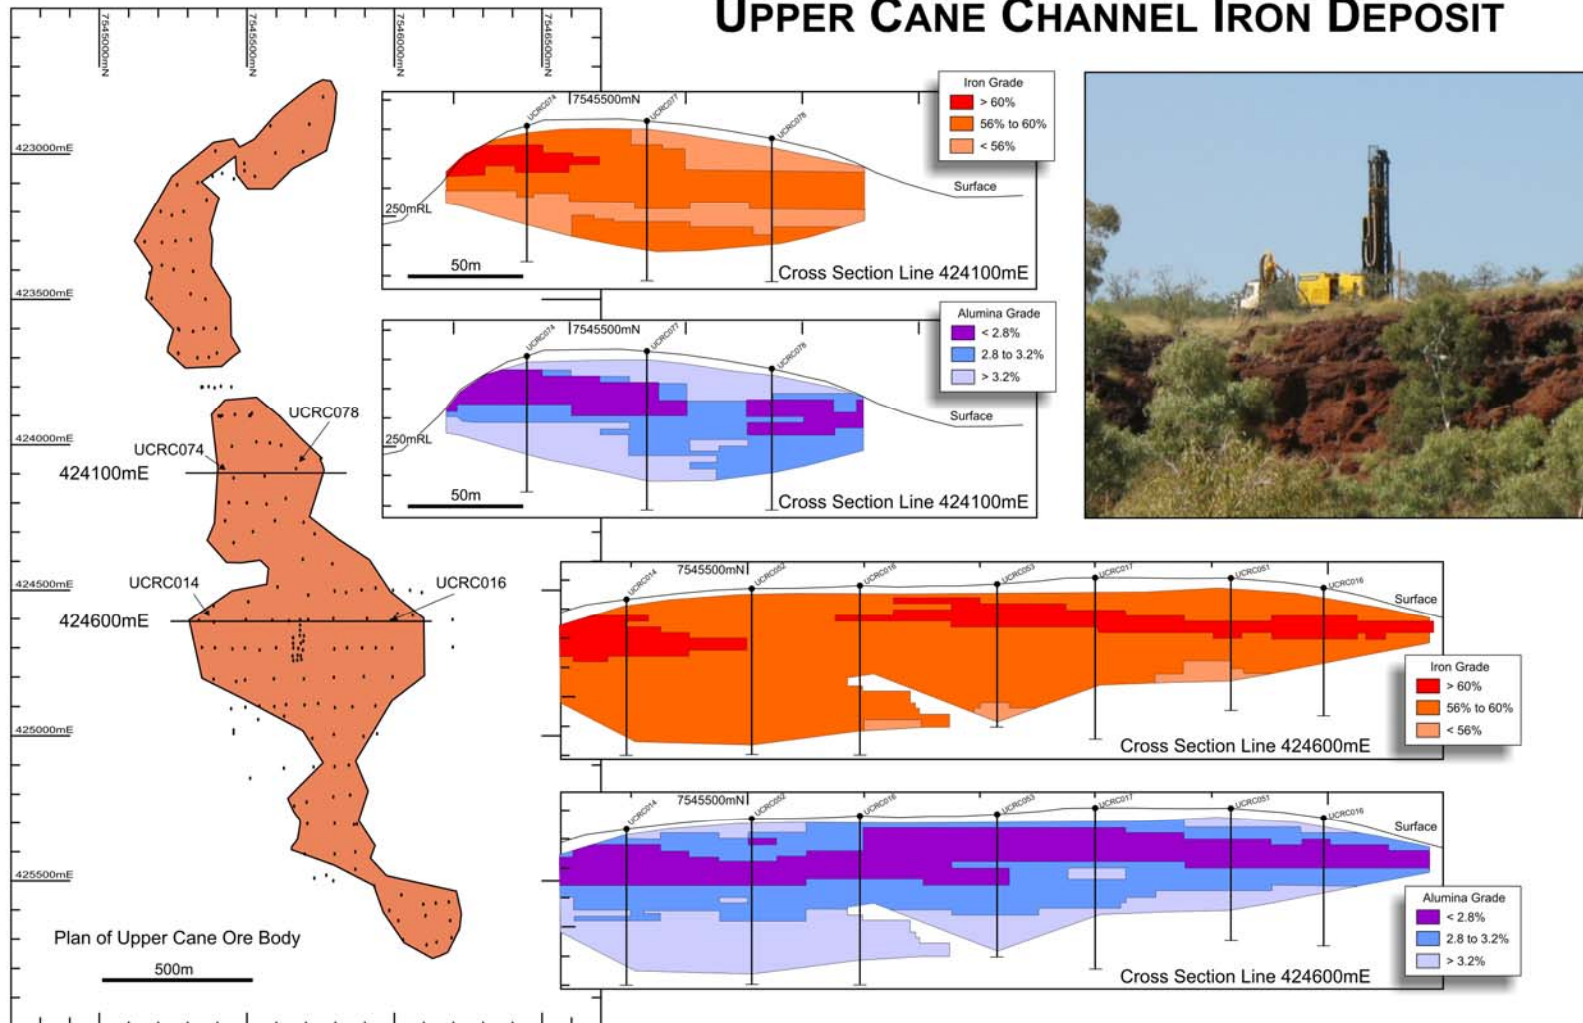 UPPER CANE CHANNEL IRON DEPOSIT
7545000mN
7545500mN
7546000mN
7546500mN
423000mE
423500mE
424000mE
424500mE
425000mE
425500mE
UCRC078
UCRC074
424100mE
UCRC014
UCRC016
424600mE
Plan of Upper Cane Ore Body
500m
7545500mN
UCRC074
UCRC077
UCRC078
250mRL
Surface
50m
Cross Section Line 424100mE
Iron Grade
> 60%
56% to 60%
< 56%
7545500mN
UCRC074
UCRC077
UCRC078
250mRL
Surface
50m
Cross Section Line 424100mE
Alumina Grade
< 2.8%
2.8 to 3.2%
> 3.2%
7545500mN
UCRC014
UCRC052
UCRC016
UCRC053
UCRC017
UCRC051
UCRC016
Surface
Cross Section Line 424600mE
Iron Grade
> 60%
56% to 60%
< 56%
7545500mN
UCRC014
UCRC052
UCRC016
UCRC053
UCRC017
UCRC051
UCRC016
Surface
Cross Section Line 424600mE
Alumina Grade
< 2.8%
2.8 to 3.2%
> 3.2%